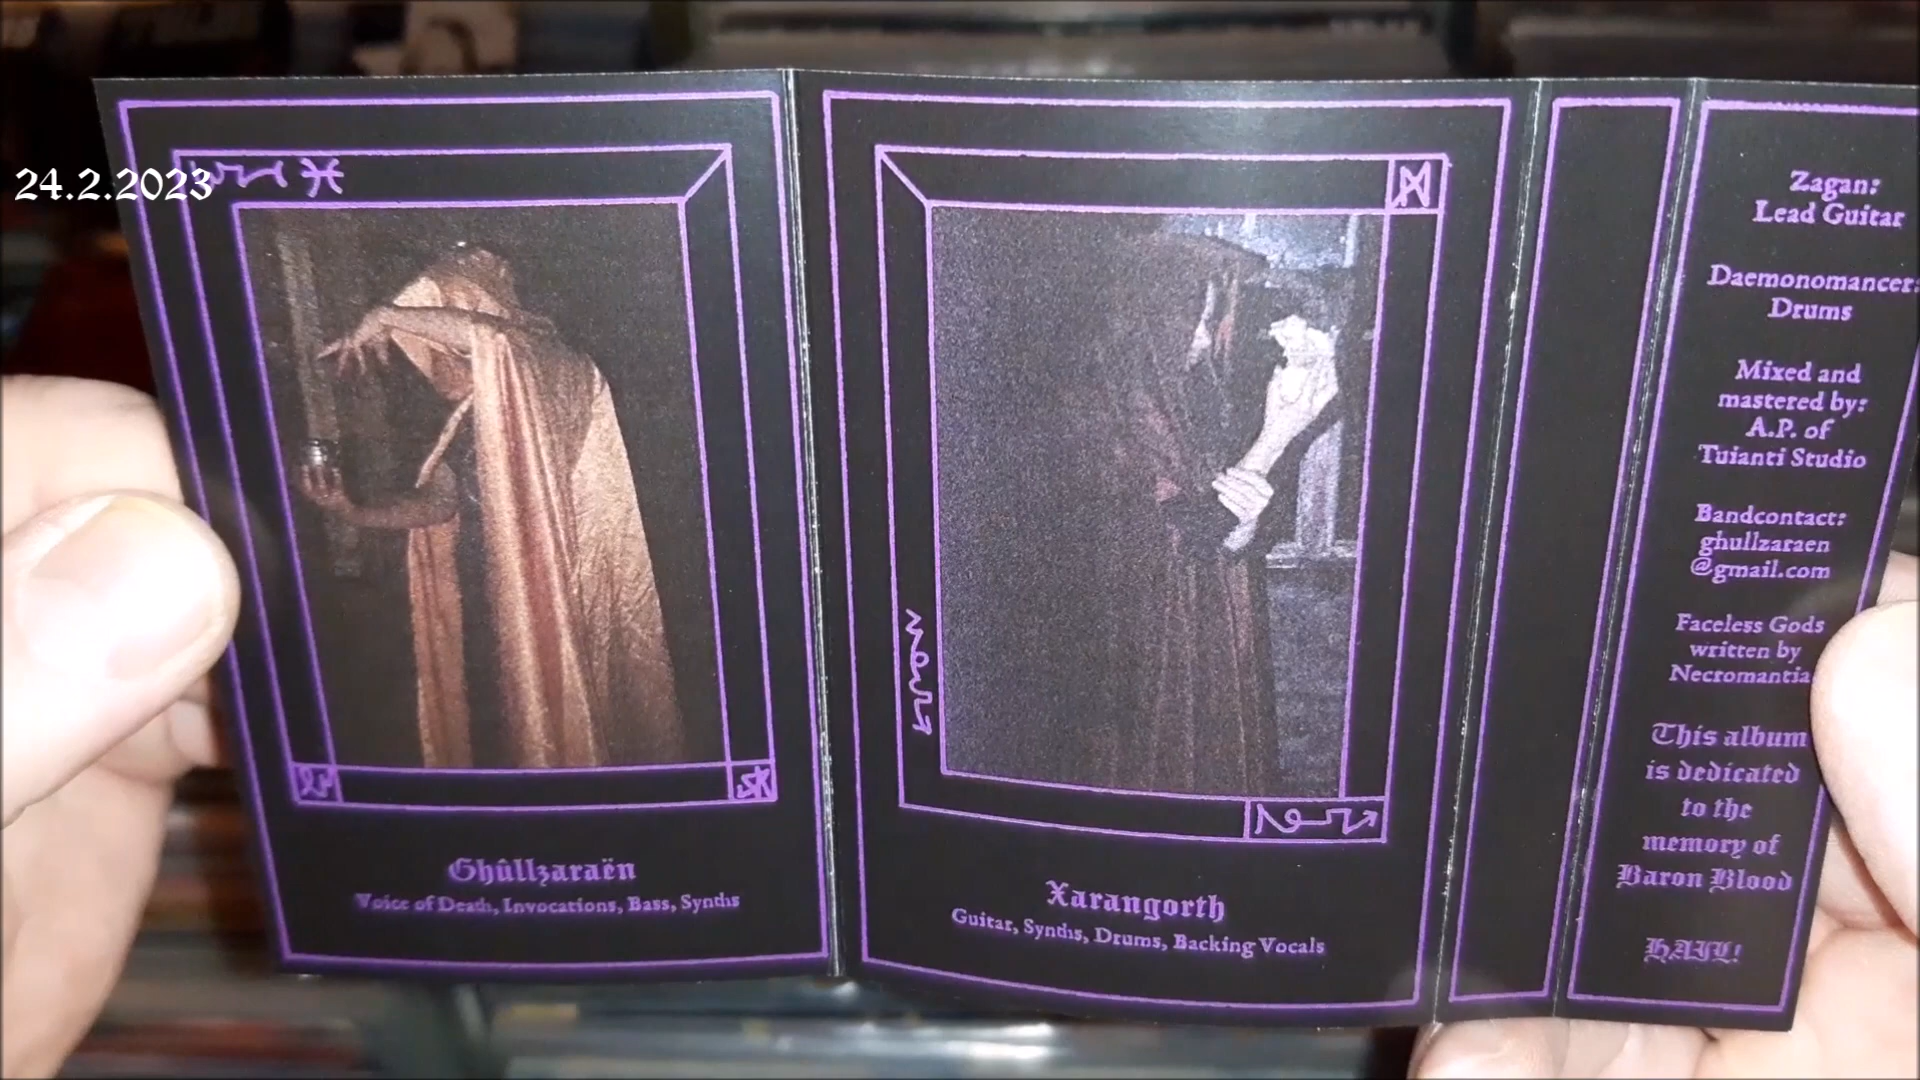 24.2.2023
Ghûllzaraën
Voice of Death, Invocations, Bass, Synths
Xarangorth
Guitar, Synths, Drums, Backing Vocals
Zagan:
Lead Guitar
Daemonomancer:
Drums
Mixed and
mastered by:
A.P. of
Tuianti Studio
Bandcontact:
ghullzaraen
@gmail.com
Faceless Gods
written by
Necromantia
This album
is dedicated
to the
memory of
Baron Blood
HAIL!